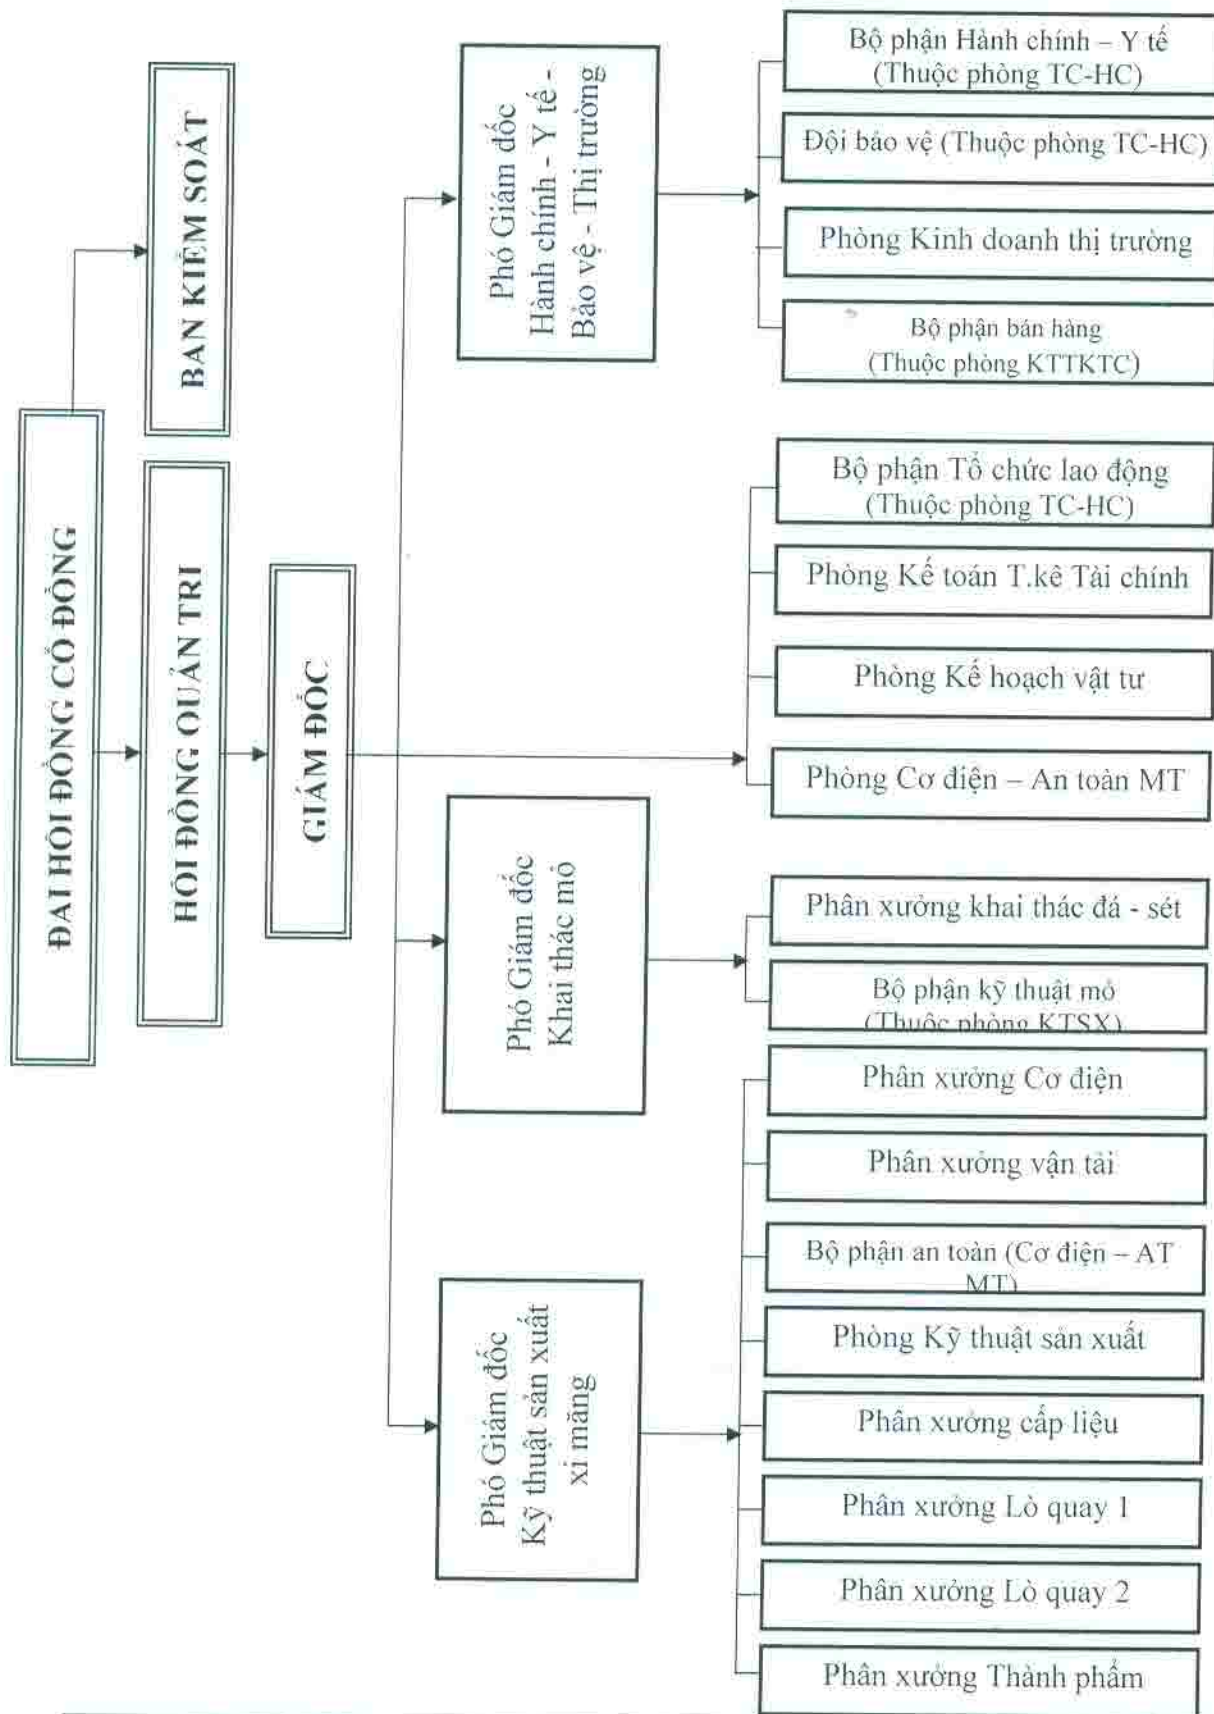 ĐẠI HỘI ĐỒNG CỔ ĐÔNG
BAN KIỂM SOÁT
HỘI ĐỒNG QUẢN TRỊ
GIÁM ĐỐC
Phó Giám đốc
Hành chính - Y tế -
Bảo vệ - Thị trường
Bộ phận Hành chính – Y tế
(Thuộc phòng TC-HC)
Đội bảo vệ (Thuộc phòng TC-HC)
Phòng Kinh doanh thị trường
Bộ phận bán hàng
(Thuộc phòng KTTKTC)
Bộ phận Tổ chức lao động
(Thuộc phòng TC-HC)
Phòng Kế toán T.kê Tài chính
Phòng Kế hoạch vật tư
Phòng Cơ điện – An toàn MT
Phó Giám đốc
Khai thác mỏ
Phân xưởng khai thác đá - sét
Bộ phận kỹ thuật mỏ
(Thuộc phòng KTSX)
Phó Giám đốc
Kỹ thuật sản xuất
xi măng
Phân xưởng Cơ điện
Phân xưởng vận tải
Bộ phận an toàn (Cơ điện – AT
MT)
Phòng Kỹ thuật sản xuất
Phân xưởng cấp liệu
Phân xưởng Lò quay 1
Phân xưởng Lò quay 2
Phân xưởng Thành phẩm